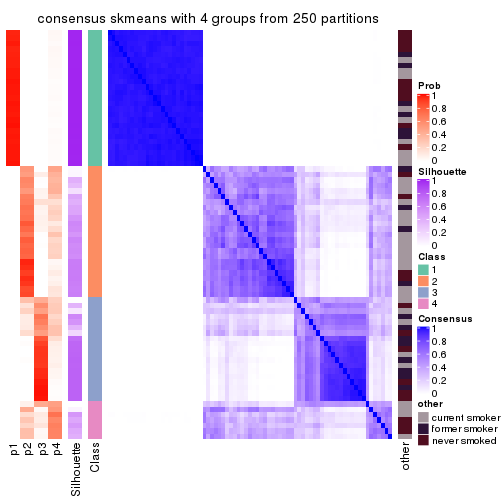 consensus skmeans with 4 groups from 250 partitions
Prob
1
0.8
0.6
0.4
0.2
0
Silhouette
1
0.8
0.6
0.4
0.2
0
Class
1
2
3
4
Consensus
1
0.8
0.6
0.4
0.2
0
other
current smoker
former smoker
never smoked
p1
p2
p3
p4
Silhouette
Class
other